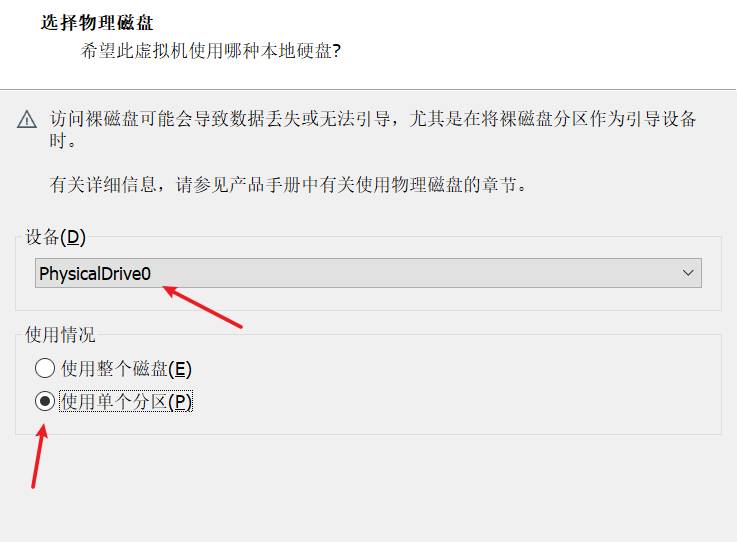 选择物理磁盘
希望此虚拟机使用哪种本地硬盘?
访问裸磁盘可能会导致数据丢失或无法引导，尤其是在将裸磁盘分区作为引导设备
时。
有关详细信息，请参见产品手册中有关使用物理磁盘的章节。
设备(D)
PhysicalDrive0
使用情况
使用整个磁盘(E)
使用单个分区(P)